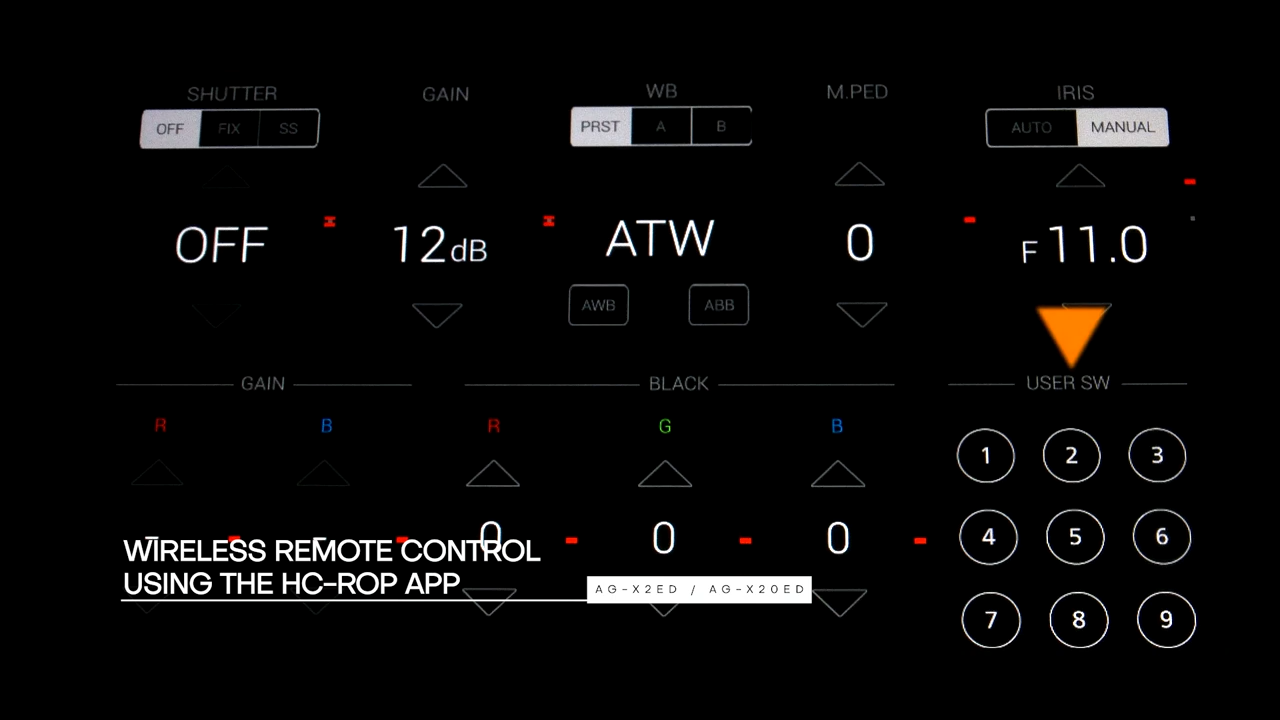 SHUTTER
GAIN
WB
M.PED
IRIS
OFF FIX SS
PRST A B
AUTO MANUAL
OFF
12dB
ATW
0
F11.0
AWB ABB
GAIN
BLACK
USER SW
R B
R G B
1 2 3
0 0 0
4 5 6
WIRELESS REMOTE CONTROL
USING THE HC-ROP APP
AG-X2ED / AG-X20ED
7 8 9